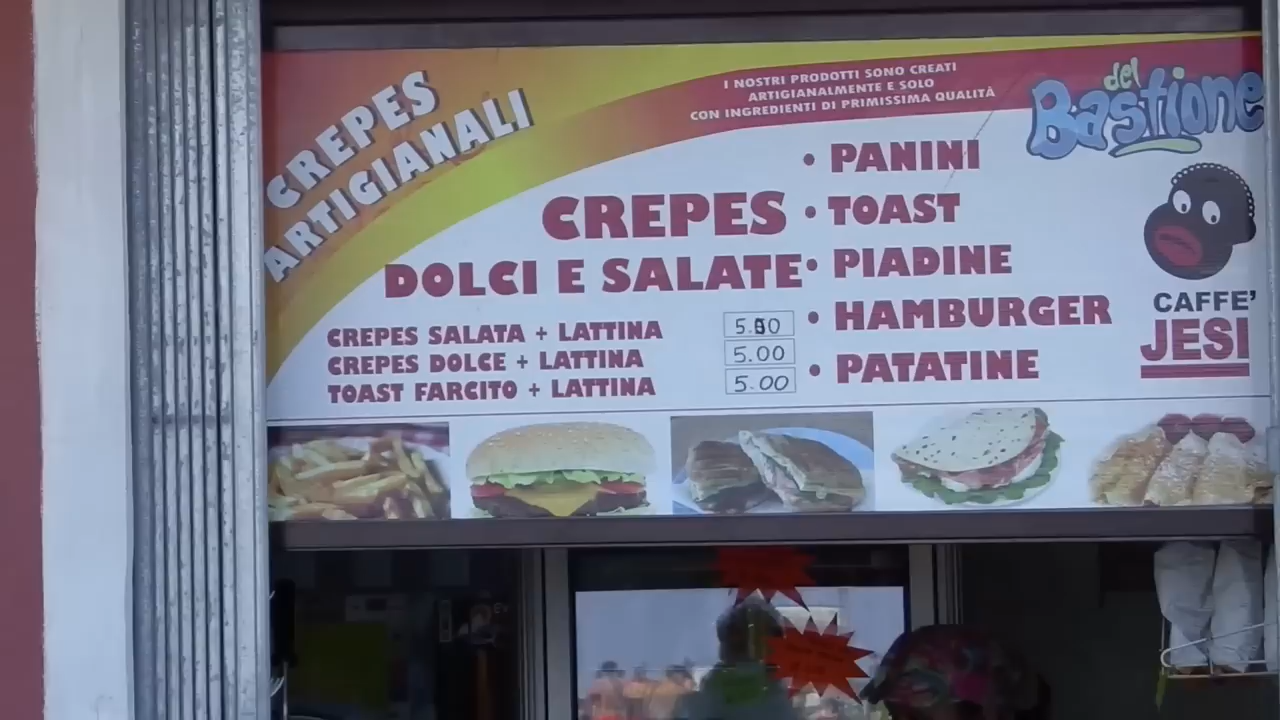 CREPES
ARTIGIANALI
I NOSTRI PRODOTTI SONO CREATI
ARTIGIANALMENTE E SOLO
CON INGREDIENTI DI PRIMISSIMA QUALITÀ
del
Bastione
• PANINI
CREPES • TOAST
DOLCI E SALATE • PIADINE
• HAMBURGER
• PATATINE
CREPES SALATA + LATTINA 5.50
CREPES DOLCE + LATTINA 5.00
TOAST FARCITO + LATTINA 5.00
CAFFE'
JESI